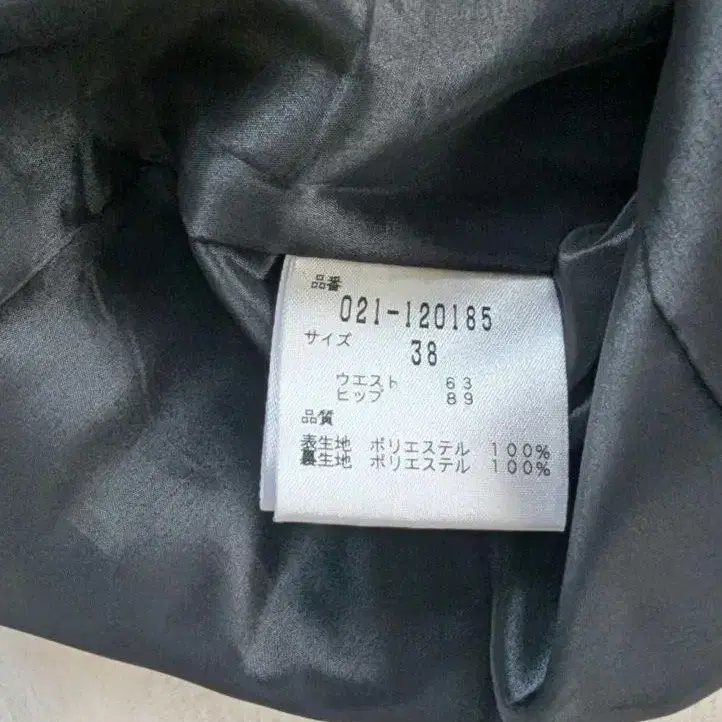 品番
021-120185
サイズ
38
ウエスト 63
ヒップ 89
品質
表生地 ポリエステル 100%
裏生地 ポリエステル 100%